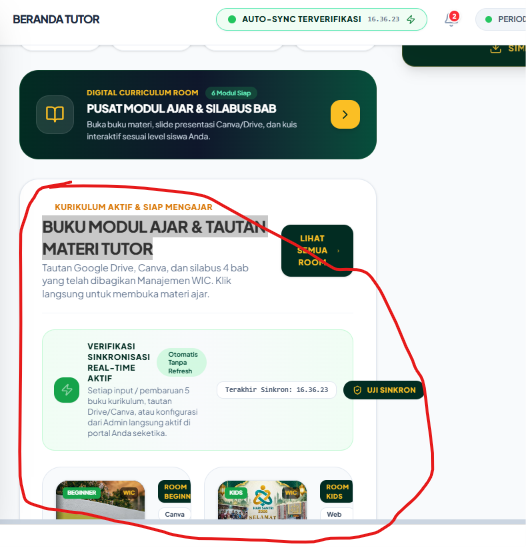 BERANDA TUTOR
AUTO-SYNC TERVERIFIKASI 16.36.23
2
PERIOD
SIM
DIGITAL CURRICULUM ROOM 6 Modul Siap
PUSAT MODUL AJAR & SILABUS BAB
Buka buku materi, slide presentasi Canva/Drive, dan kuis
interaktif sesuai level siswa Anda.
KURIKULUM AKTIF & SIAP MENGAJAR
BUKU MODUL AJAR & TAUTAN
MATERI TUTOR
LIHAT
SEMUA
ROOM
Tautan Google Drive, Canva, dan silabus 4 bab
yang telah dibagikan Manajemen WIC. Klik
langsung untuk membuka materi ajar.
VERIFIKASI
SINKRONISASI
REAL-TIME
AKTIF
Otomatis
Tanpa
Refresh
Setiap input / pembaruan 5
buku kurikulum, tautan
Drive/Canva, atau konfigurasi
dari Admin langsung aktif di
portal Anda seketika.
Terakhir Sinkron: 16.36.23
UJI SINKRON
BEGINNER WIC
ROOM
BEGINN
Canva
KIDS WIC
ROOM
KIDS
Web
SELAMAT